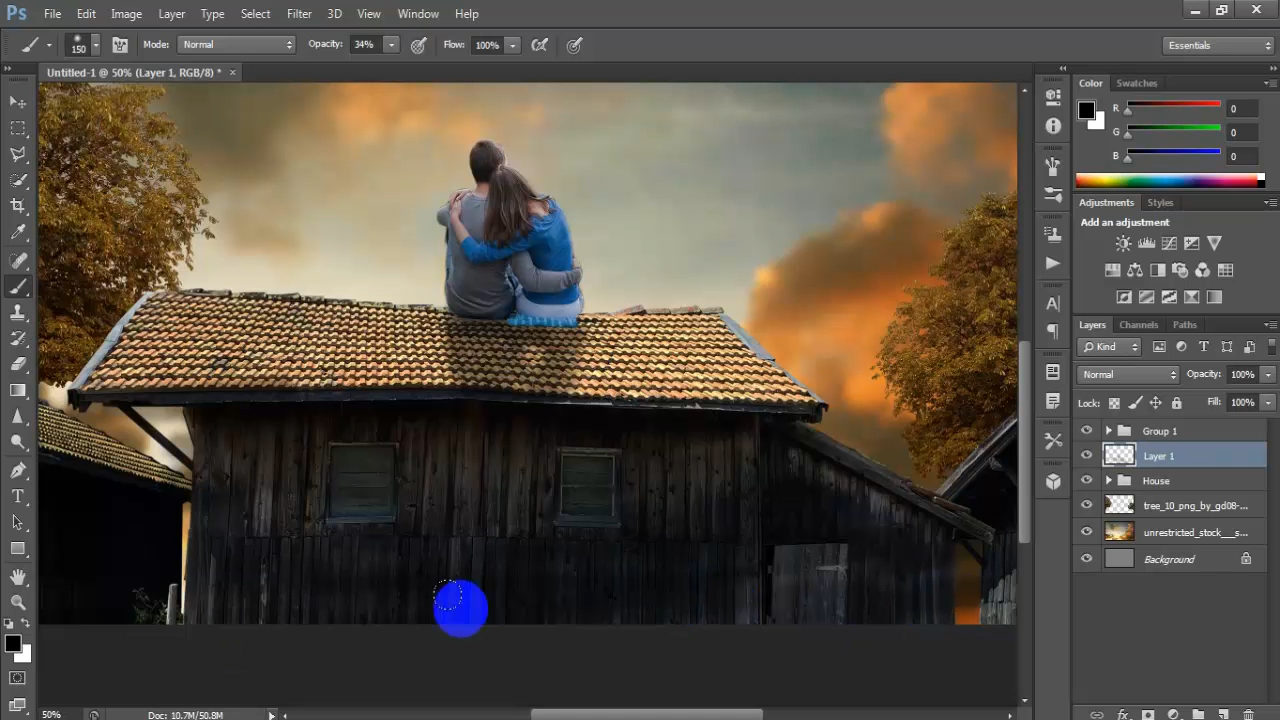 Ps File Edit Image Layer Type Select Filter 3D View Window Help
150 Mode: Normal Opacity: 34% Flow: 100% Essentials
Untitled-1 @ 50% (Layer 1, RGB/8) * ×
Color Swatches
R 0
G 0
B 0
Adjustments Styles
Add an adjustment
Layers Channels Paths
Kind
Normal Opacity: 100%
Lock: Fill: 100%
Group 1
Layer 1
House
tree_10_png_by_gd08-...
unrestricted_stock___s...
Background
50% Doc: 10.7M/50.8M